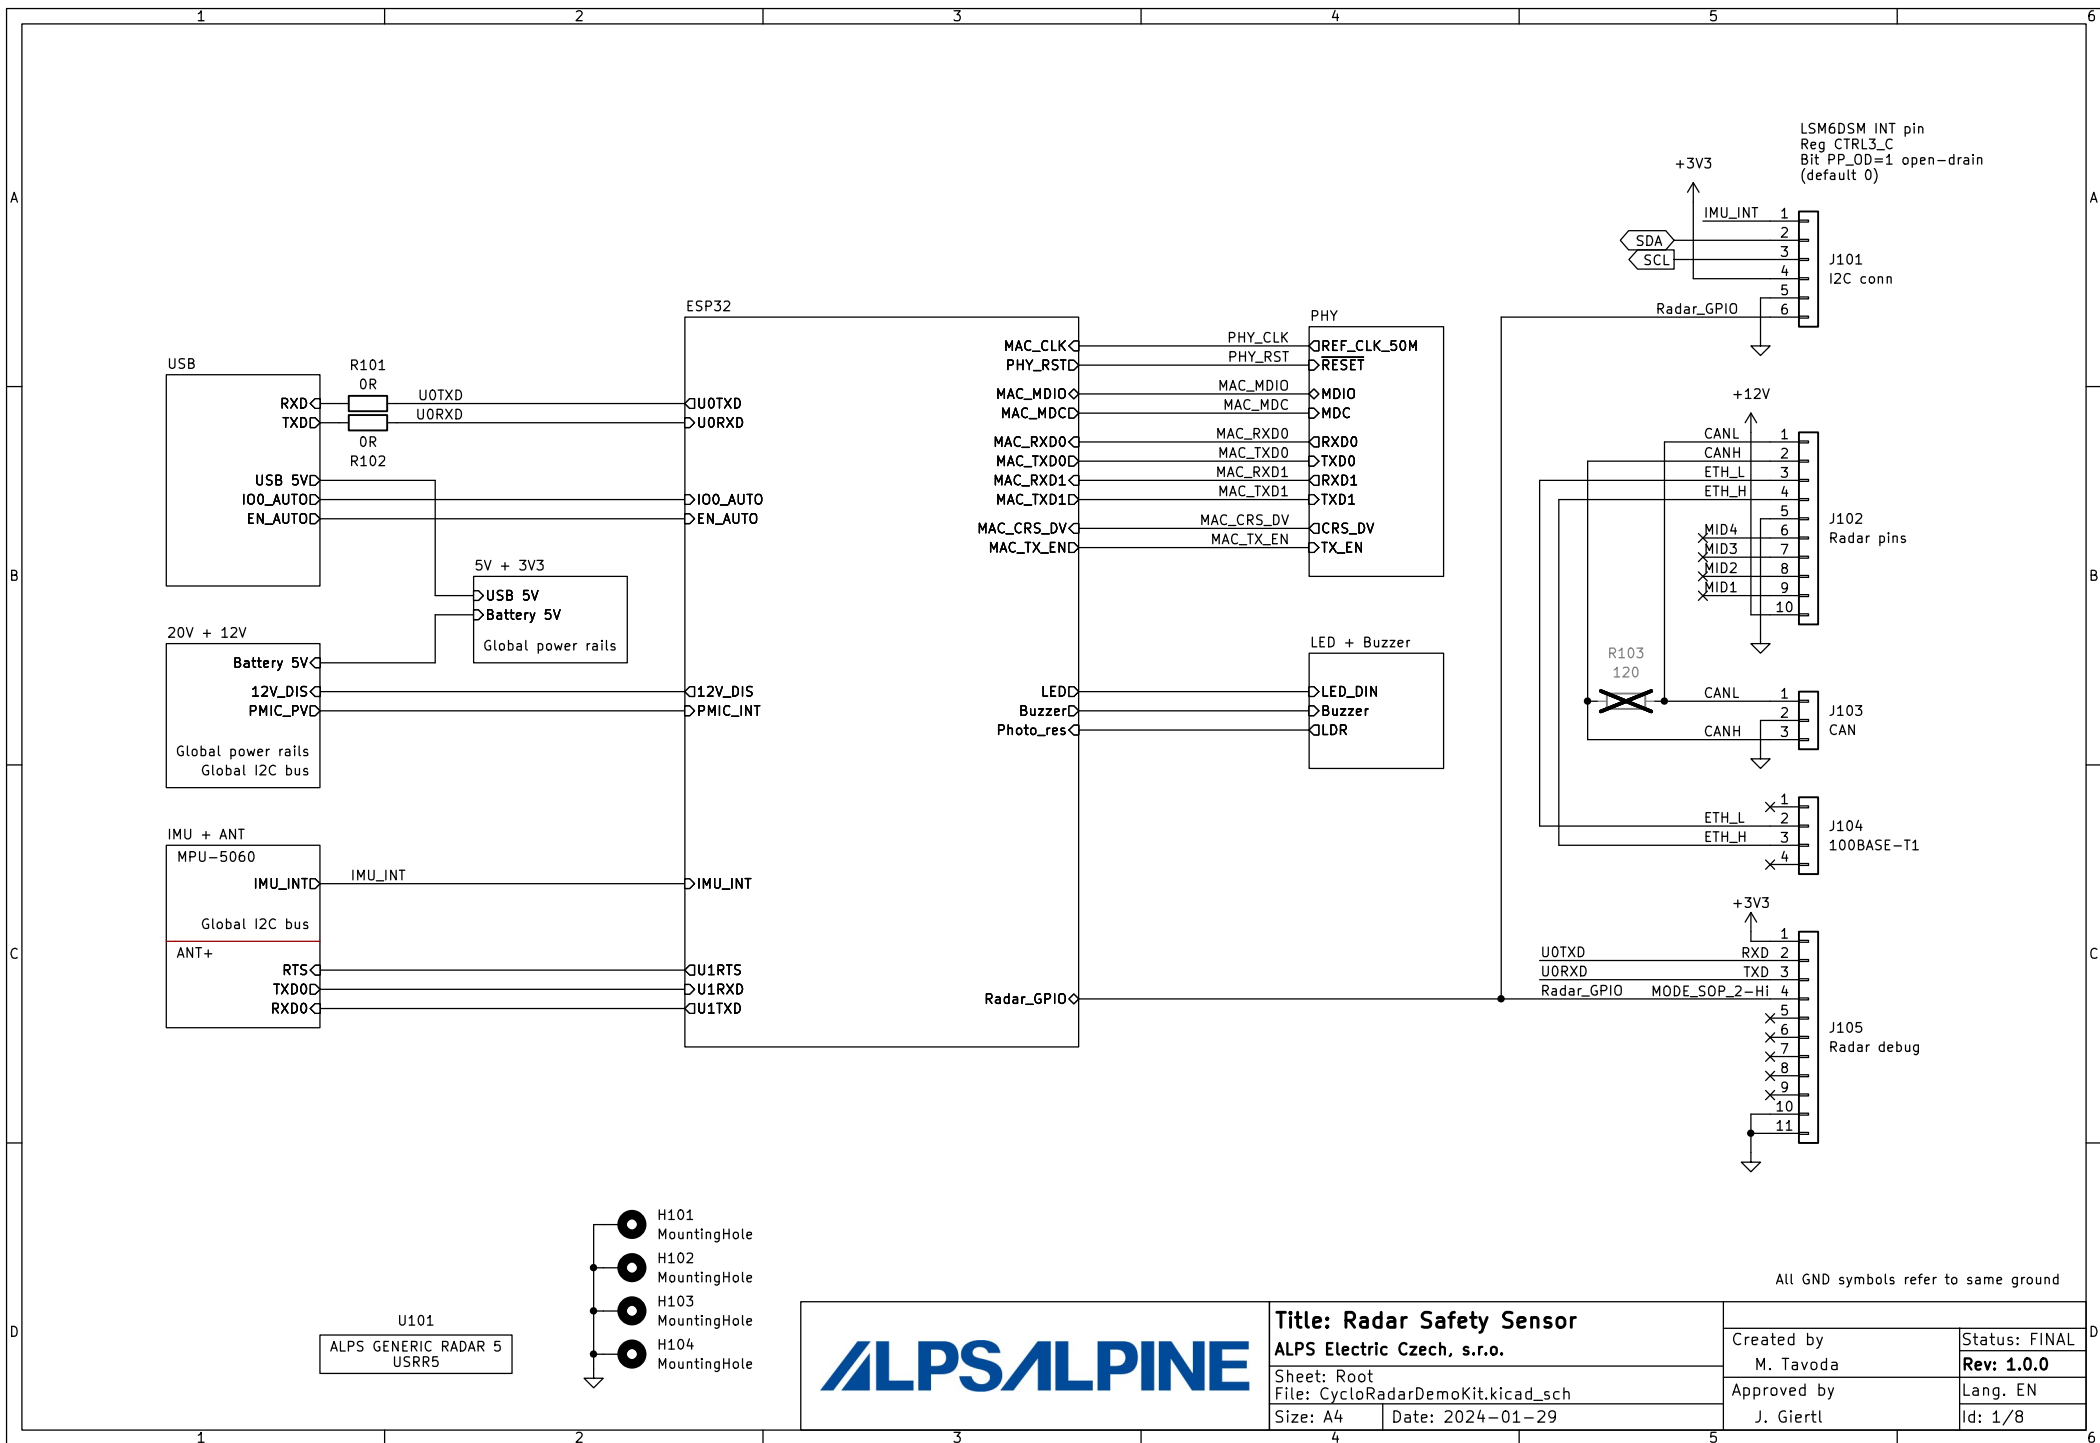 1 2 3 4 5 6
A A
B B
C C
D D
LSM6DSM INT pin
Reg CTRL3_C
Bit PP_OD=1 open-drain
(default 0)
+3V3
IMU_INT 1
SDA 2
SCL 3
4
5
Radar_GPIO 6
J101
I2C conn
ESP32
MAC_CLK
PHY_RST
MAC_MDIO
MAC_MDC
MAC_RXD0
MAC_TXD0
MAC_RXD1
MAC_TXD1
MAC_CRS_DV
MAC_TX_EN
LED
Buzzer
Photo_res
Radar_GPIO
U0TXD
U0RXD
IO0_AUTO
EN_AUTO
12V_DIS
PMIC_INT
IMU_INT
U1RTS
U1RXD
U1TXD
PHY_CLK
PHY_RST
MAC_MDIO
MAC_MDC
MAC_RXD0
MAC_TXD0
MAC_RXD1
MAC_TXD1
MAC_CRS_DV
MAC_TX_EN
PHY
REF_CLK_50M
RESET
MDIO
MDC
RXD0
TXD0
RXD1
TXD1
CRS_DV
TX_EN
USB
RXD
TXD
USB 5V
IO0_AUTO
EN_AUTO
R101
0R
U0TXD
U0RXD
0R
R102
5V + 3V3
USB 5V
Battery 5V
Global power rails
20V + 12V
Battery 5V
12V_DIS
PMIC_PV
Global power rails
Global I2C bus
LED + Buzzer
LED_DIN
Buzzer
LDR
IMU + ANT
MPU-5060
IMU_INT
IMU_INT
Global I2C bus
ANT+
RTS
TXD0
RXD0
+12V
CANL 1
CANH 2
ETH_L 3
ETH_H 4
5
MID4 6
MID3 7
MID2 8
MID1 9
10
J102
Radar pins
R103
120
CANL 1
2
CANH 3
J103
CAN
1
ETH_L 2
ETH_H 3
4
J104
100BASE-T1
+3V3
1
U0TXD RXD 2
U0RXD TXD 3
Radar_GPIO MODE_SOP_2-Hi 4
5
6
7
8
9
10
11
J105
Radar debug
H101
MountingHole
H102
MountingHole
H103
MountingHole
H104
MountingHole
U101
ALPS GENERIC RADAR 5
USRR5
All GND symbols refer to same ground
ALPSALPINE
Title: Radar Safety Sensor
ALPS Electric Czech, s.r.o.
Sheet: Root
File: CycloRadarDemoKit.kicad_sch
Size: A4 Date: 2024-01-29
Created by
M. Tavoda
Approved by
J. Giertl
Status: FINAL
Rev: 1.0.0
Lang. EN
Id: 1/8
1 2 3 4 5 6